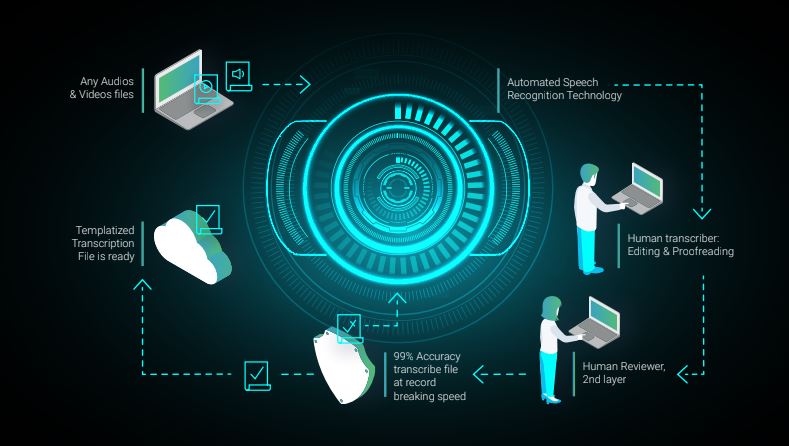 Any Audios
& Videos files
Automated Speech
Recognition Technology
Human transcriber:
Editing & Proofreading
Human Reviewer,
2nd layer
99% Accuracy
transcribe file
at record
breaking speed
Templatized
Transcription
File is ready